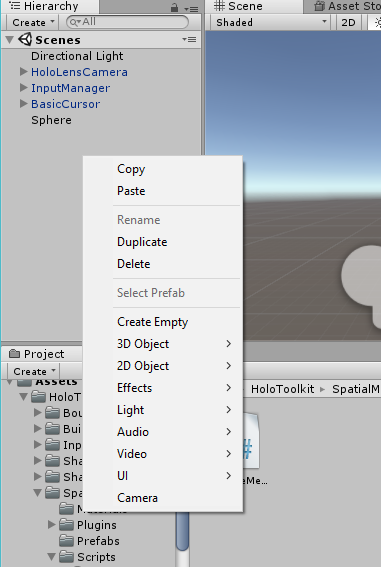 Hierarchy
Scene
Asset Sto
Create
All
Shaded
2D
Scenes
Directional Light
HoloLensCamera
InputManager
BasicCursor
Sphere
Copy
Paste
Rename
Duplicate
Delete
Select Prefab
Create Empty
3D Object
2D Object
Effects
Light
Audio
Video
UI
Camera
Project
Create
Assets
HoloT
HoloToolkit
SpatialM
Bou
Bui
Inp
Sha
Sha
Spa
eMe...
Plugins
Prefabs
Scripts